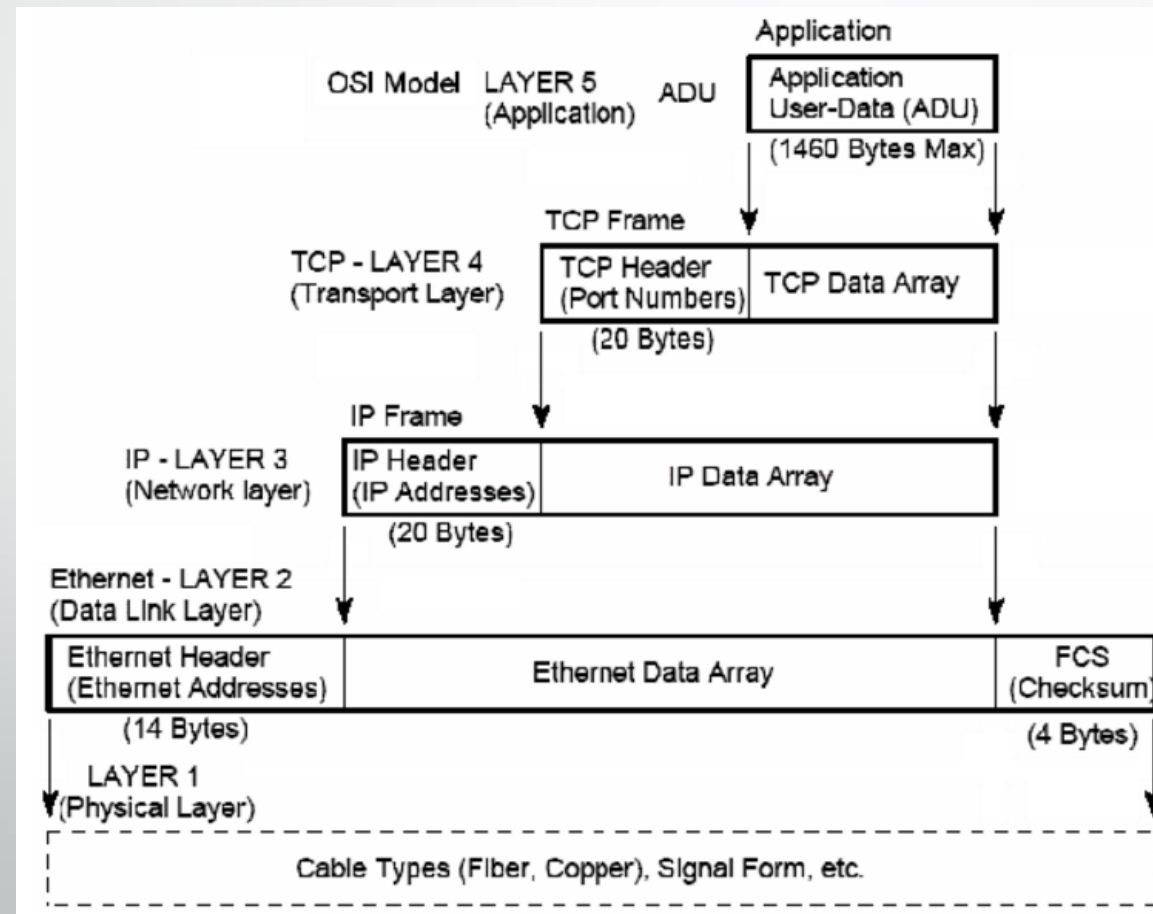 Application
OSI Model LAYER 5 ADU
(Application)
Application
User-Data (ADU)
(1460 Bytes Max)
TCP Frame
TCP - LAYER 4
(Transport Layer)
TCP Header
(Port Numbers)
TCP Data Array
(20 Bytes)
IP Frame
IP - LAYER 3
(Network layer)
IP Header
(IP Addresses)
IP Data Array
(20 Bytes)
Ethernet - LAYER 2
(Data Link Layer)
Ethernet Header
(Ethernet Addresses)
Ethernet Data Array
FCS
(Checksum)
(14 Bytes)
(4 Bytes)
LAYER 1
(Physical Layer)
Cable Types (Fiber, Copper), Signal Form, etc.